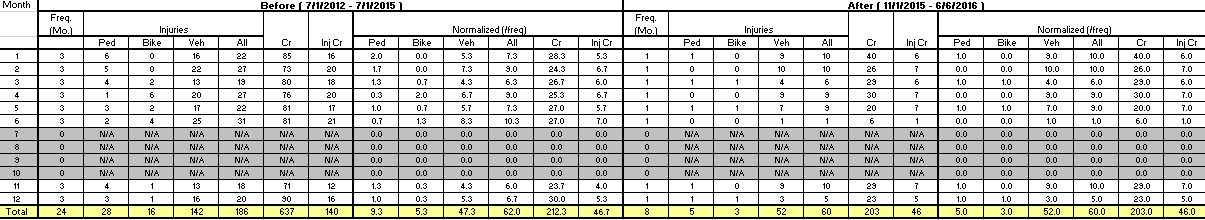 Month Before ( 7/1/2012 - 7/1/2015 ) After ( 11/1/2015 - 6/6/2016 )
Freq. (Mo.) Injuries Normalized (/freq) Freq. (Mo.) Injuries Normalized (/freq)
Ped Bike Veh All Cr Inj Cr Ped Bike Veh All Cr Inj Cr Ped Bike Veh All Cr Inj Cr Ped Bike Veh All Cr Inj Cr
1 3 6 0 16 22 85 16 2.0 0.0 5.3 7.3 28.3 5.3 1 1 0 9 10 40 6 1.0 0.0 9.0 10.0 40.0 6.0
2 3 5 0 22 27 73 20 1.7 0.0 7.3 9.0 24.3 6.7 1 0 0 10 10 26 7 0.0 0.0 10.0 10.0 26.0 7.0
3 3 4 2 13 19 80 18 1.3 0.7 4.3 6.3 26.7 6.0 1 1 1 4 6 29 6 1.0 1.0 4.0 6.0 29.0 6.0
4 3 1 6 20 27 76 20 0.3 2.0 6.7 9.0 25.3 6.7 1 0 0 9 9 30 7 0.0 0.0 9.0 9.0 30.0 7.0
5 3 3 2 17 22 81 17 1.0 0.7 5.7 7.3 27.0 5.7 1 1 1 7 9 20 7 1.0 1.0 7.0 9.0 20.0 7.0
6 3 2 4 25 31 81 21 0.7 1.3 8.3 10.3 27.0 7.0 1 0 0 1 1 6 1 0.0 0.0 1.0 1.0 6.0 1.0
7 0 N/A N/A N/A N/A N/A N/A 0.0 0.0 0.0 0.0 0.0 0.0 0 N/A N/A N/A N/A N/A N/A 0.0 0.0 0.0 0.0 0.0 0.0
8 0 N/A N/A N/A N/A N/A N/A 0.0 0.0 0.0 0.0 0.0 0.0 0 N/A N/A N/A N/A N/A N/A 0.0 0.0 0.0 0.0 0.0 0.0
9 0 N/A N/A N/A N/A N/A N/A 0.0 0.0 0.0 0.0 0.0 0.0 0 N/A N/A N/A N/A N/A N/A 0.0 0.0 0.0 0.0 0.0 0.0
10 0 N/A N/A N/A N/A N/A N/A 0.0 0.0 0.0 0.0 0.0 0.0 0 N/A N/A N/A N/A N/A N/A 0.0 0.0 0.0 0.0 0.0 0.0
11 3 4 1 13 18 71 12 1.3 0.3 4.3 6.0 23.7 4.0 1 1 0 9 10 29 7 1.0 0.0 9.0 10.0 29.0 7.0
12 3 3 1 16 20 90 16 1.0 0.3 5.3 6.7 30.0 5.3 1 1 1 3 5 23 5 1.0 1.0 3.0 5.0 23.0 5.0
Total 24 28 16 142 186 637 140 9.3 5.3 47.3 62.0 212.3 46.7 8 5 3 52 60 203 46 5.0 3.0 52.0 60.0 203.0 46.0